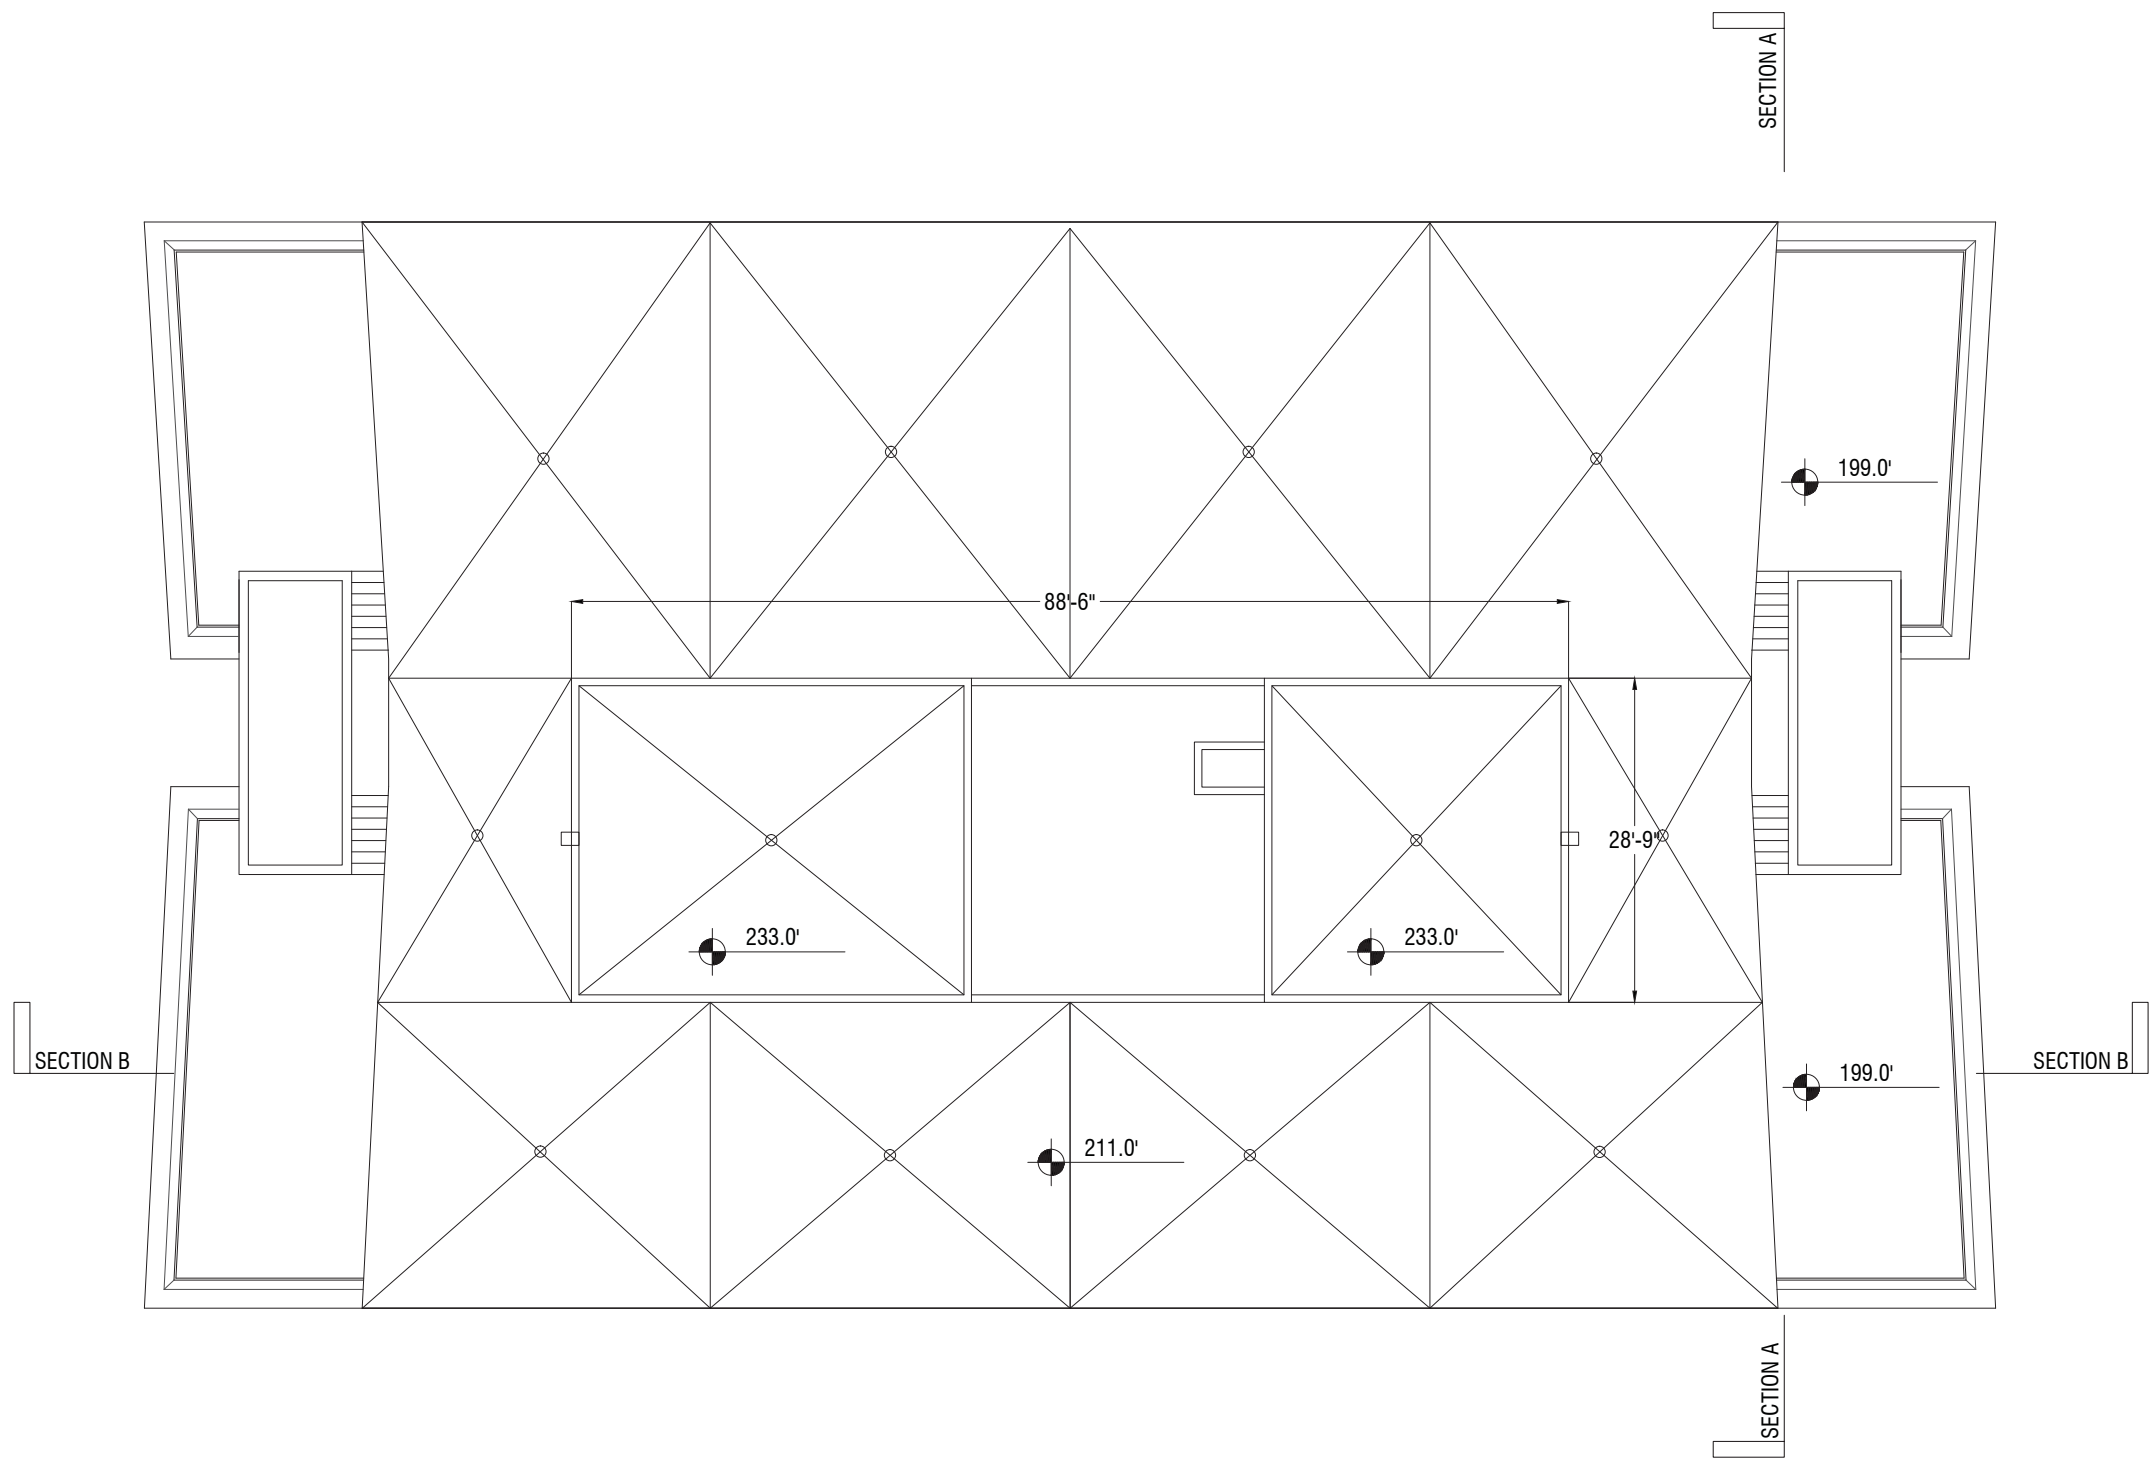 SECTION A
199.0'
88'-6"
28'-9"
233.0'
233.0'
SECTION B
SECTION B
199.0'
211.0'
SECTION A